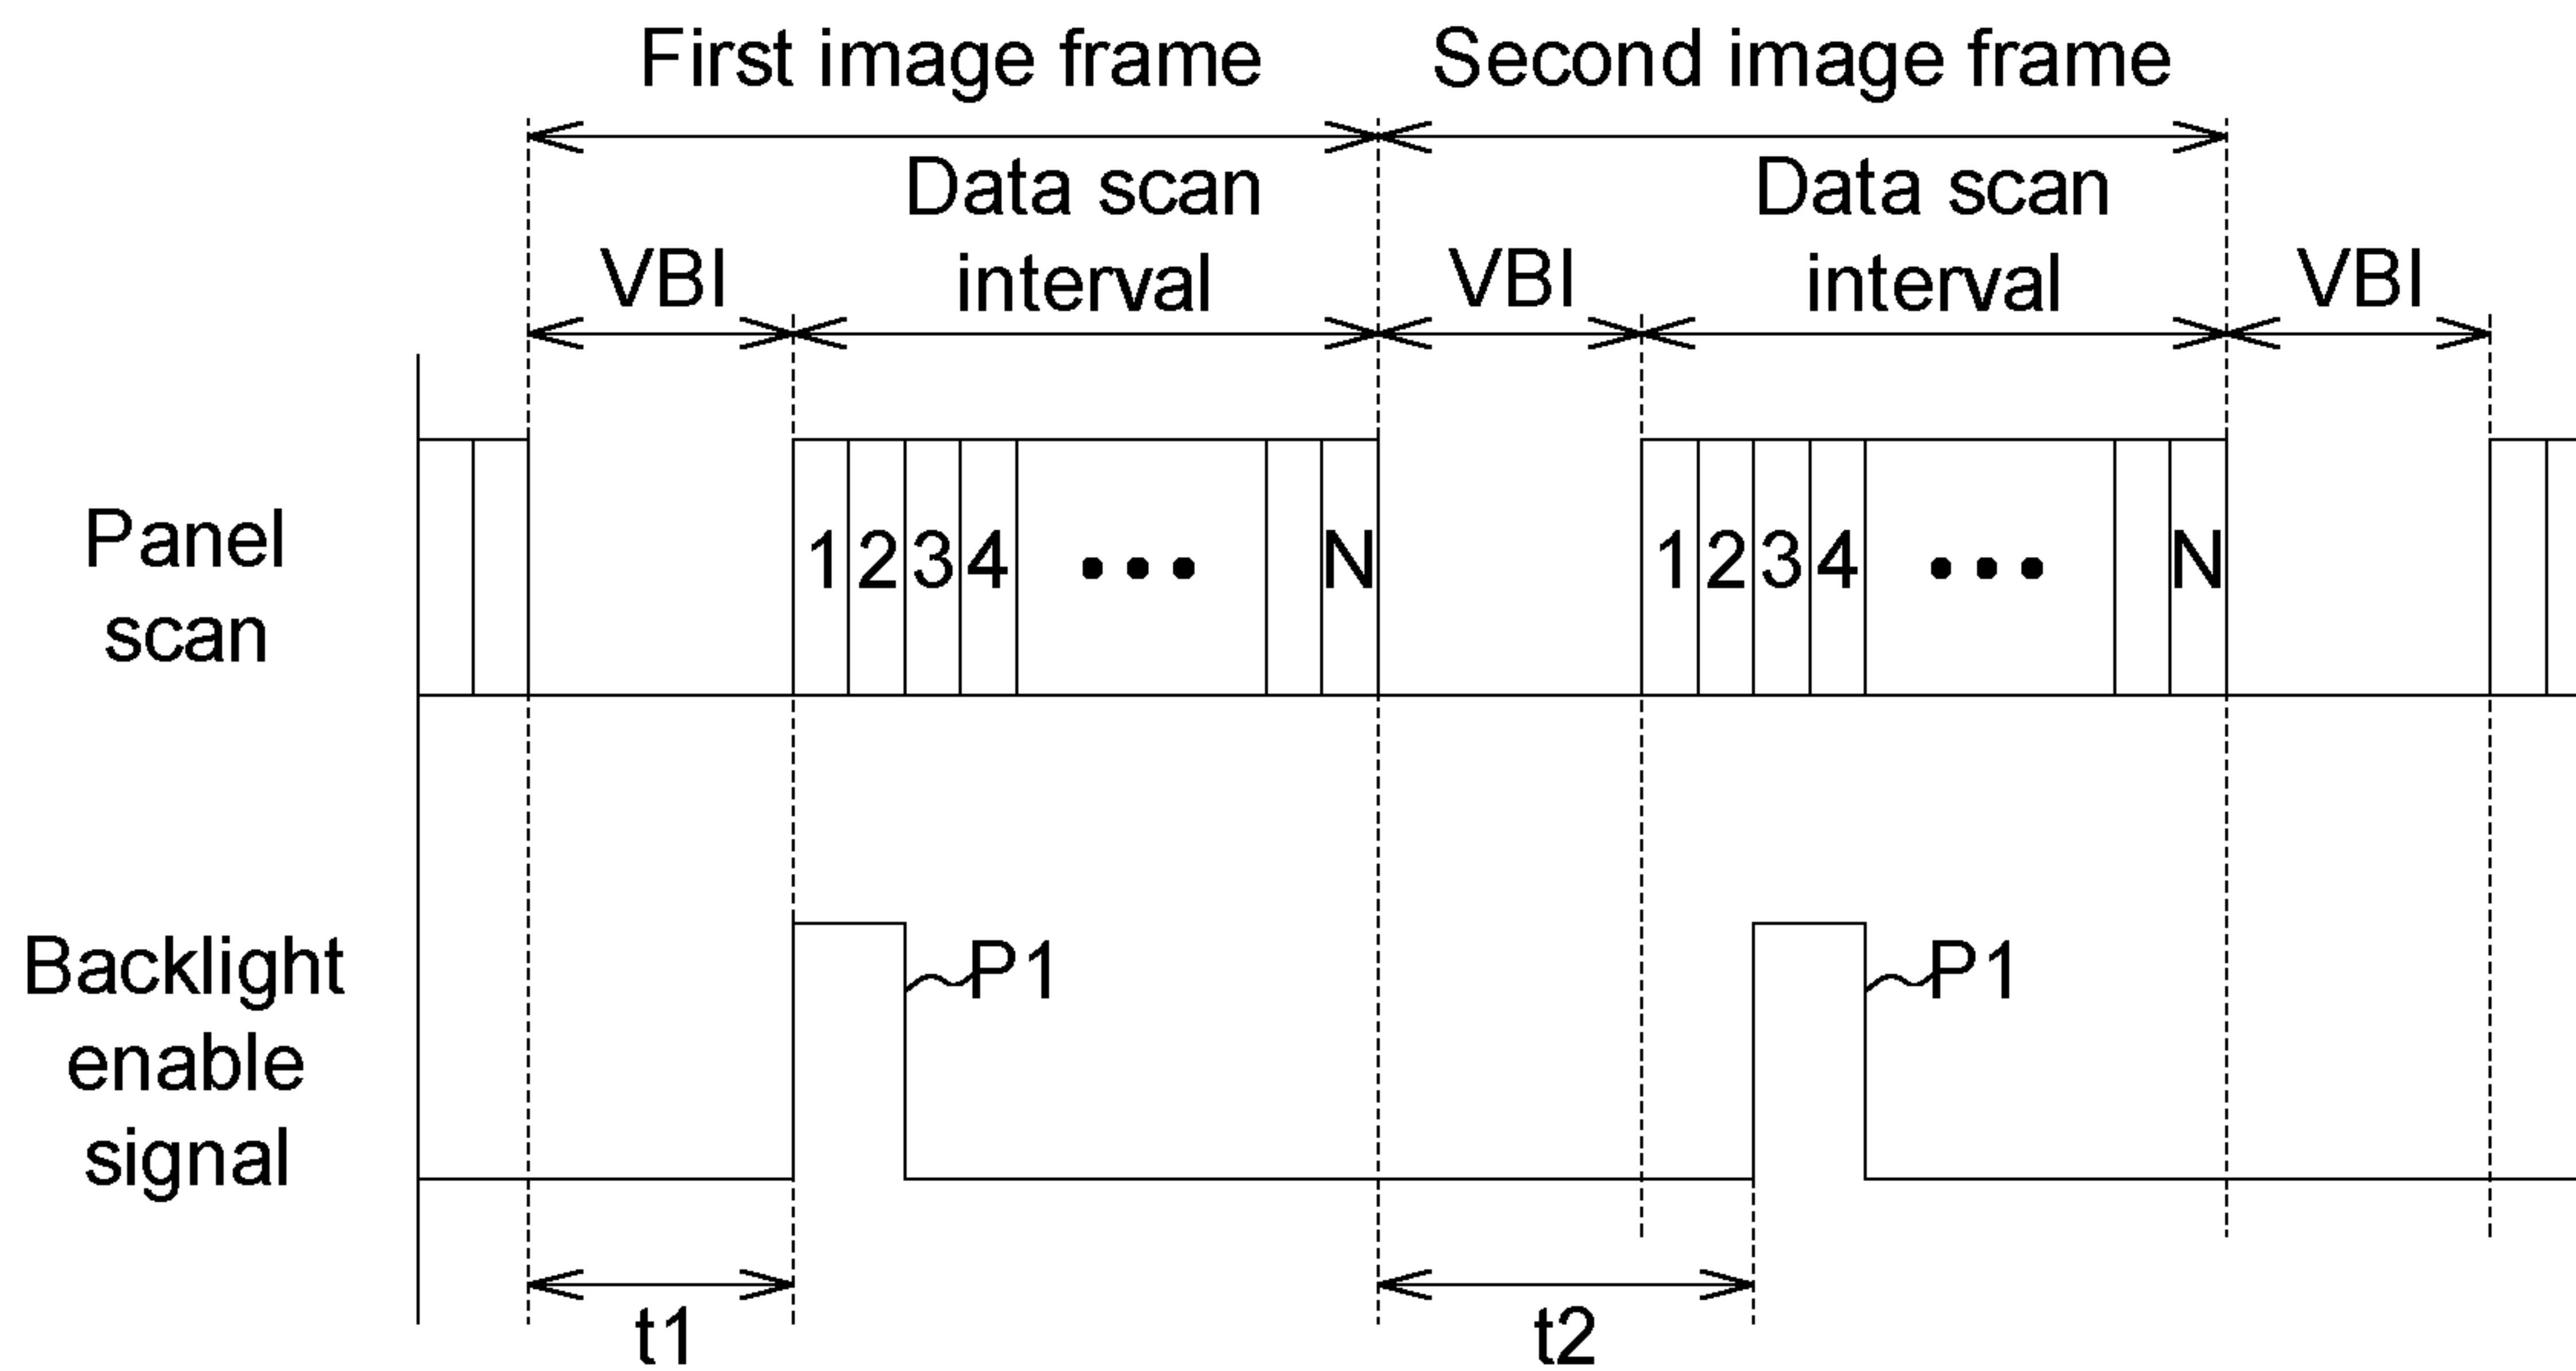 First image frame
Second image frame
Data scan
interval
Data scan
interval
VBI
VBI
VBI
Panel
scan
1 2 3 4 ••• N
1 2 3 4 ••• N
Backlight
enable
signal
P1
P1
t1
t2